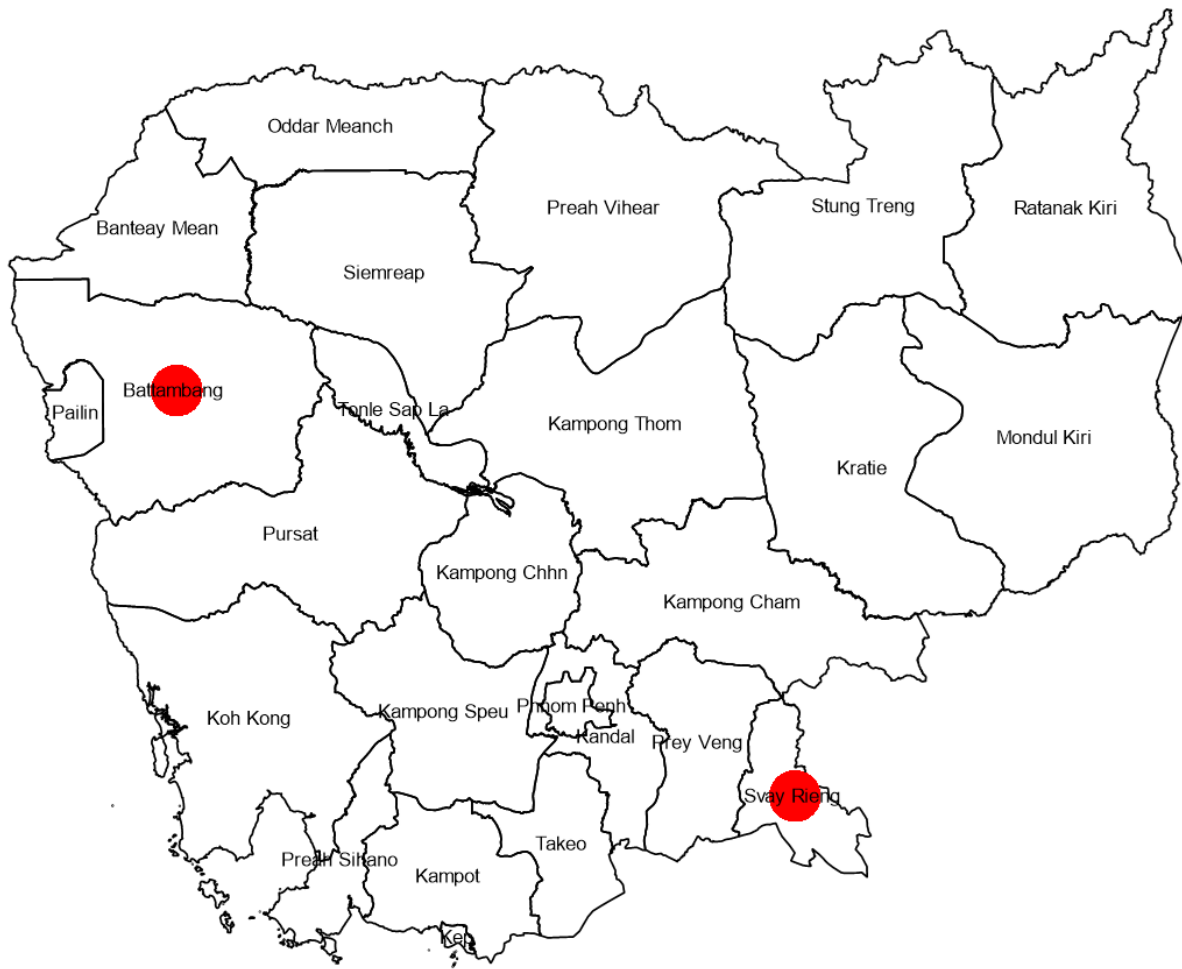 Oddar Meanch
Preah Vihear
Stung Treng
Ratanak Kiri
Banteay Mean
Siemreap
Battambang
Pailin
Tonle Sap La
Kampong Thom
Kratie
Mondul Kiri
Pursat
Kampong Chhn
Kampong Cham
Koh Kong
Kampong Speu
Phnom Penh
Kandal
Prey Veng
Svay Rieng
Takeo
Preah Sihano
Kampot
Kep